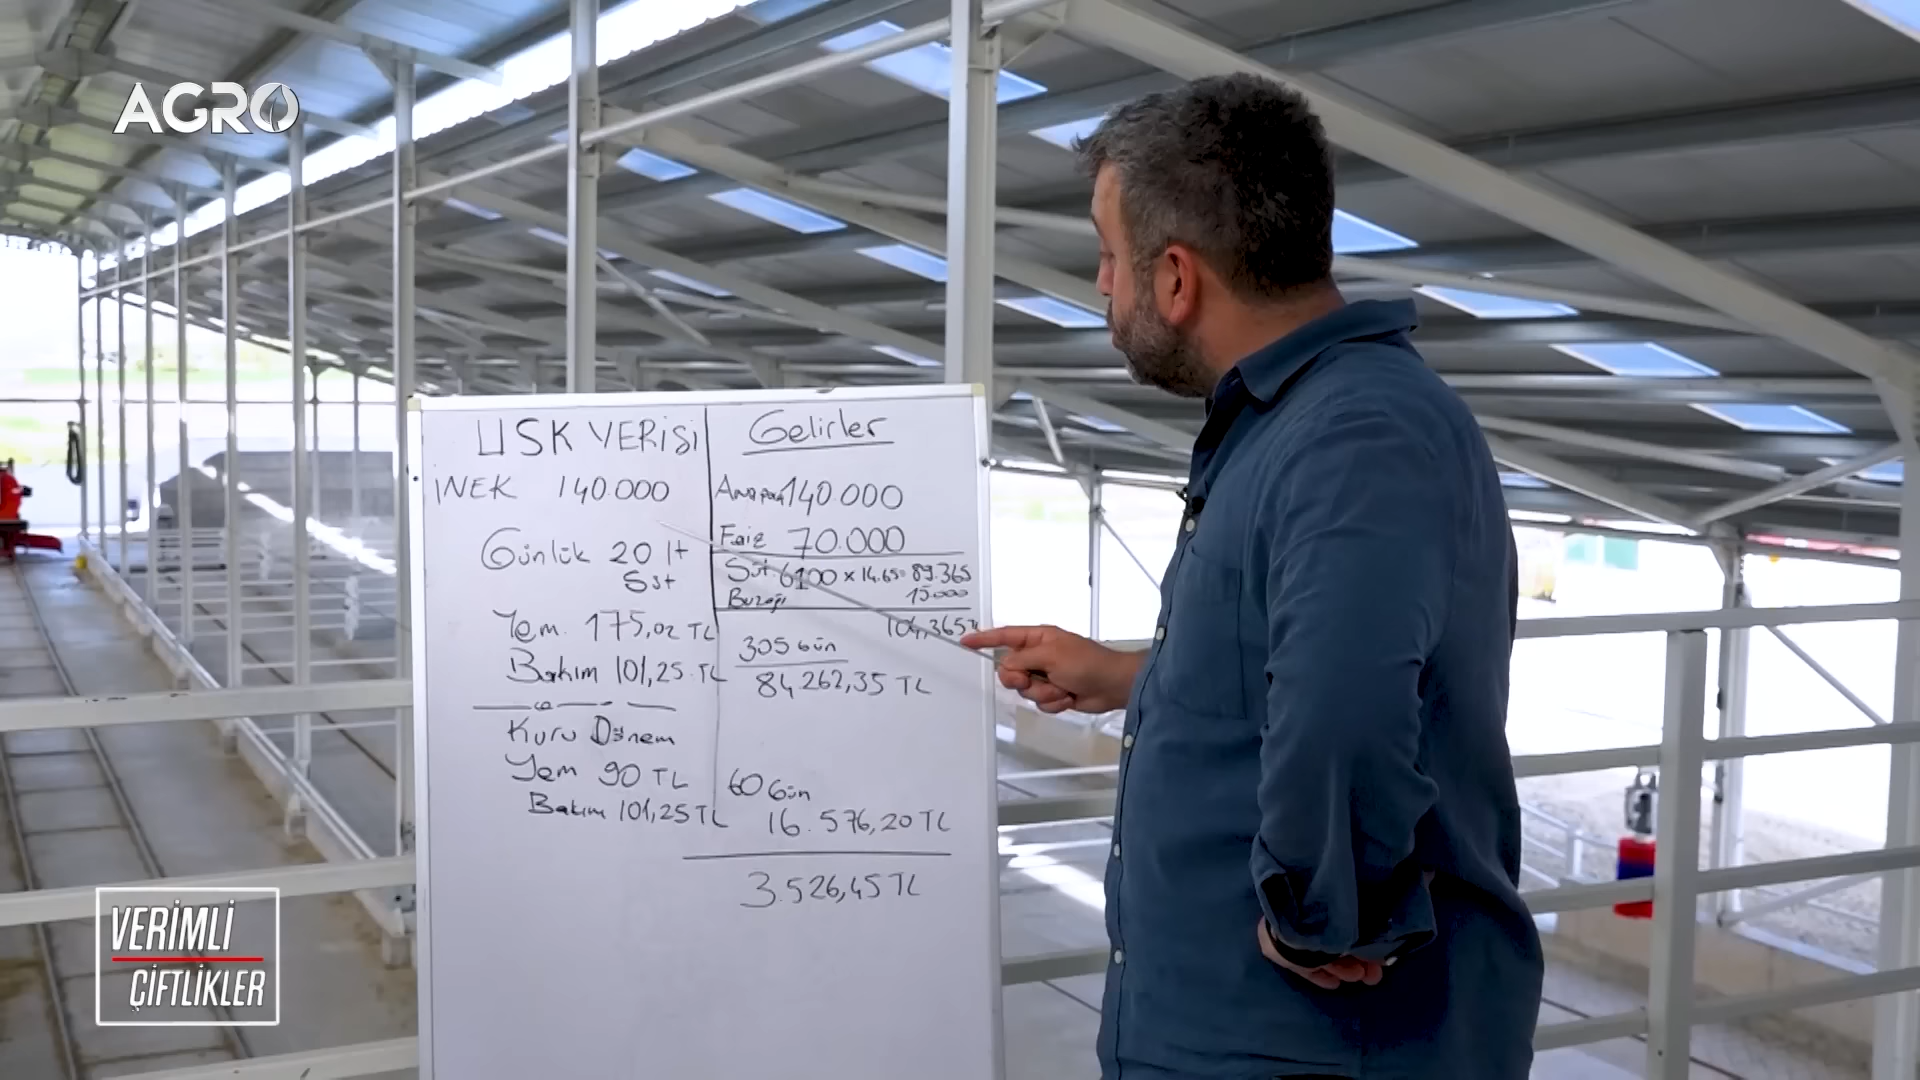 AGRO
USK VERİSİ
İNEK 140.000
Günlük 20 lt
Süt
Yem 175,02 TL
Bakım 101,25 TL
Kuru Dönem
Yem 90 TL
Bakım 101,25 TL
Gelirler
Anapara 140.000
Faiz 70.000
Süt 6100 x 14.65= 89.365
Buzağı 15.000
104,365 TL
305 Gün
84,262,35 TL
60 Gün
16.576,20 TL
3.526,45 TL
VERİMLİ
ÇİFTLİKLER